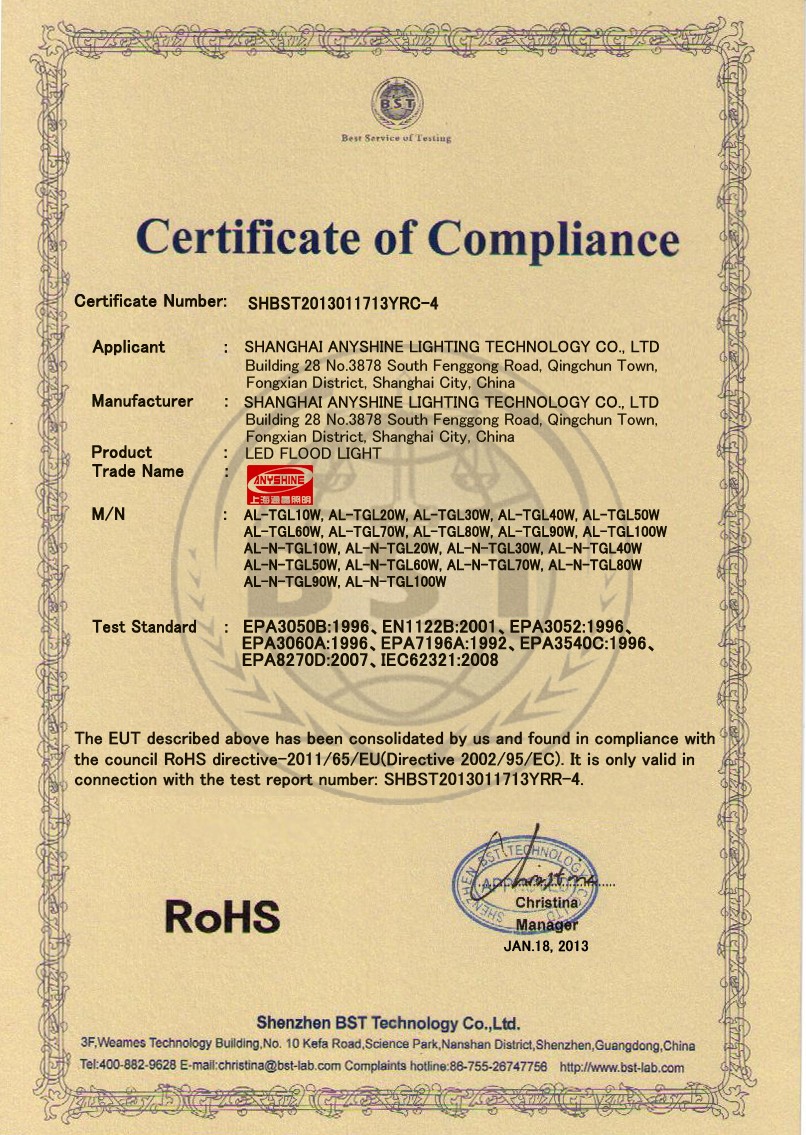 BST
Best Service of Testing
Certificate of Compliance
Certificate Number: SHBST2013011713YRC-4
Applicant : SHANGHAI ANYSHINE LIGHTING TECHNOLOGY CO., LTD
Building 28 No.3878 South Fenggong Road, Qingchun Town,
Fongxian District, Shanghai City, China
Manufacturer : SHANGHAI ANYSHINE LIGHTING TECHNOLOGY CO., LTD
Building 28 No.3878 South Fenggong Road, Qingchun Town,
Fongxian District, Shanghai City, China
Product : LED FLOOD LIGHT
Trade Name :
ANYSHINE
M/N : AL-TGL10W, AL-TGL20W, AL-TGL30W, AL-TGL40W, AL-TGL50W
AL-TGL60W, AL-TGL70W, AL-TGL80W, AL-TGL90W, AL-TGL100W
AL-N-TGL10W, AL-N-TGL20W, AL-N-TGL30W, AL-N-TGL40W
AL-N-TGL50W, AL-N-TGL60W, AL-N-TGL70W, AL-N-TGL80W
AL-N-TGL90W, AL-N-TGL100W
BST
Test Standard : EPA3050B:1996、EN1122B:2001、EPA3052:1996、
EPA3060A:1996、EPA7196A:1992、EPA3540C:1996、
EPA8270D:2007、IEC62321:2008
The EUT described above has been consolidated by us and found in compliance with
the council RoHS directive-2011/65/EU(Directive 2002/95/EC). It is only valid in
connection with the test report number: SHBST2013011713YRR-4.
SHENZHEN BST TECHNOLOGY CO., LTD
APPROVED
Christina
RoHS
Christina
Manager
JAN.18, 2013
Shenzhen BST Technology Co.,Ltd.
3F,Weames Technology Building,No. 10 Kefa Road,Science Park,Nanshan District,Shenzhen,Guangdong,China
Tel:400-882-9628 E-mail:christina@bst-lab.com Complaints hotline:86-755-26747756 http://www.bst-lab.com